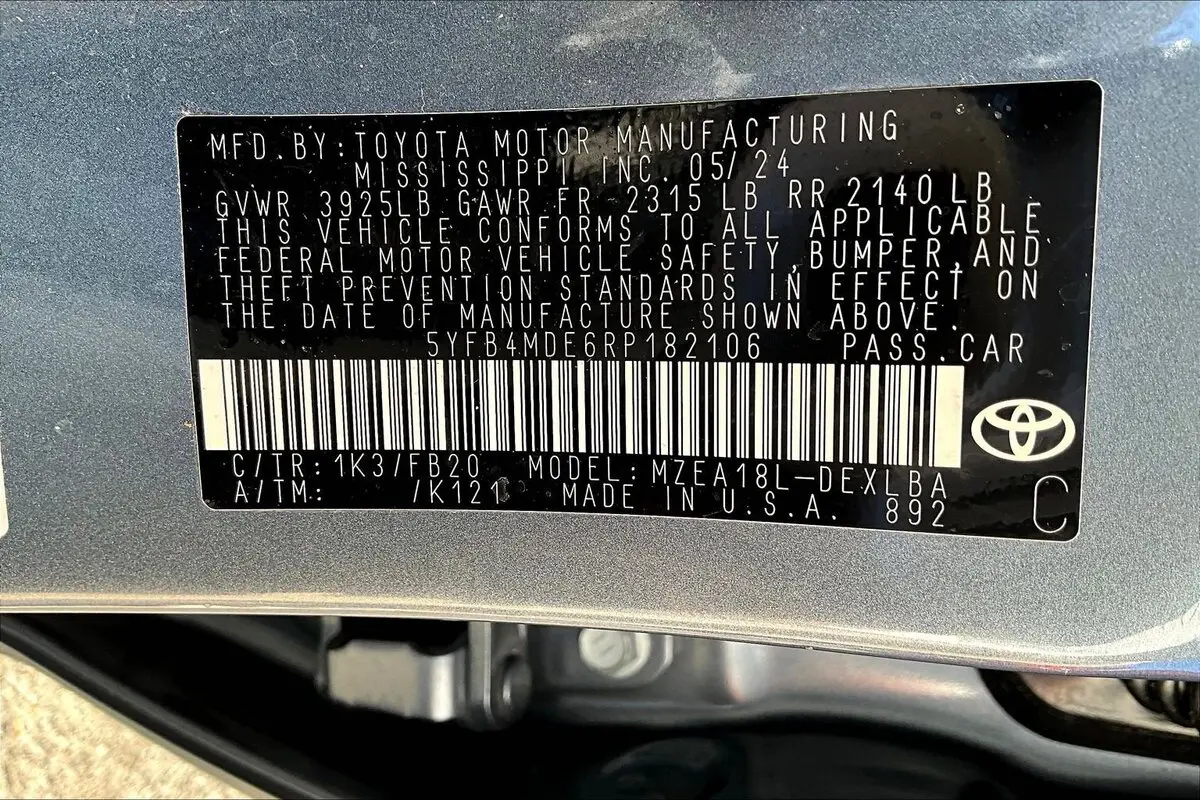 MFD.BY:TOYOTA MOTOR MANUFACTURING
MISSISSIPPI INC. 05/24
GVWR 3925LB GAWR FR 2315LB RR 2140LB
THIS VEHICLE CONFORMS TO ALL APPLICABLE
FEDERAL MOTOR VEHICLE SAFETY,BUMPER,AND
THEFT PREVENTION STANDARDS IN EFFECT ON
THE DATE OF MANUFACTURE SHOWN ABOVE.
5YFB4MDE6RP182106 PASS.CAR
C/TR:1K3/FB20 MODEL:MZEA18L-DEXLBA
A/TM: /K121 MADE IN U.S.A. 892
C